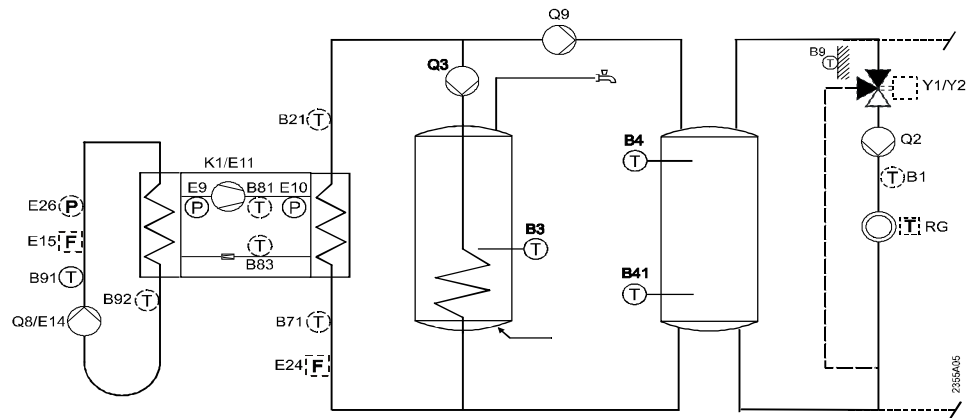 Q9
B9
T
Q3
Y1/Y2
B21 T
Q2
K1/E11
B4 T
T B1
E9 B81 E10
E26 P
P T P
T RG
E15 F
T
B3
T
B91 T
B83
B92 T
B41
T
Q8/E14
B71 T
E24 F
2355A05